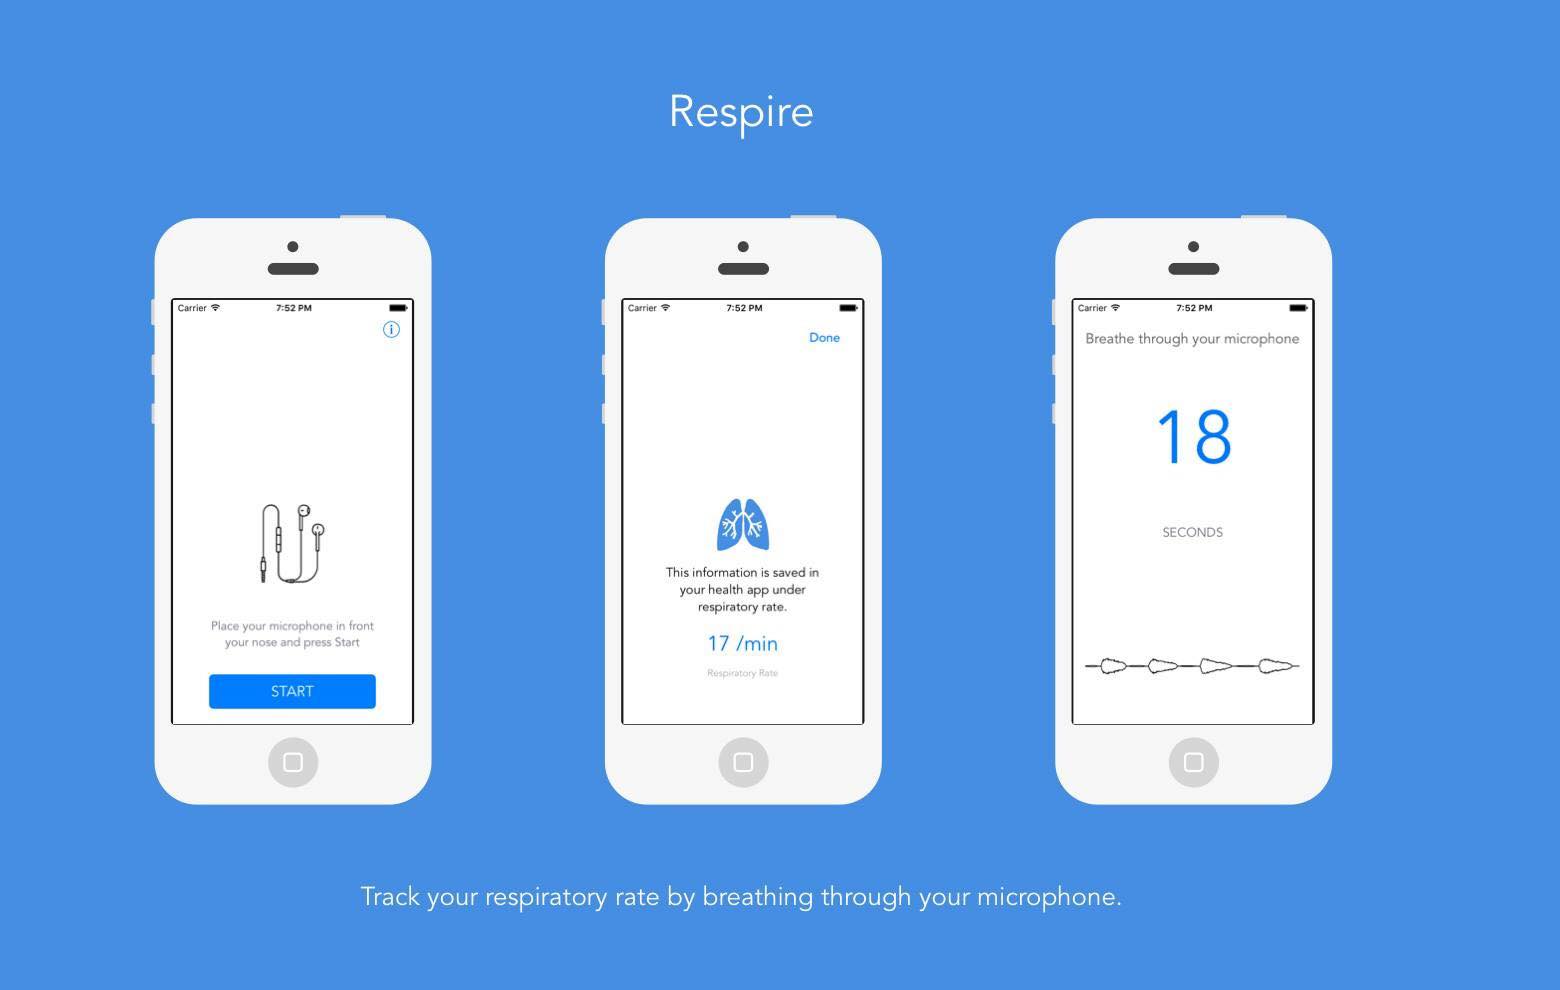 Respire
Carrier 7:52 PM
Place your microphone in front
your nose and press Start
START
Carrier 7:52 PM
Done
This information is saved in
your health app under
respiratory rate.
17 /min
Respiratory Rate
Carrier 7:52 PM
Breathe through your microphone
18
SECONDS
Track your respiratory rate by breathing through your microphone.